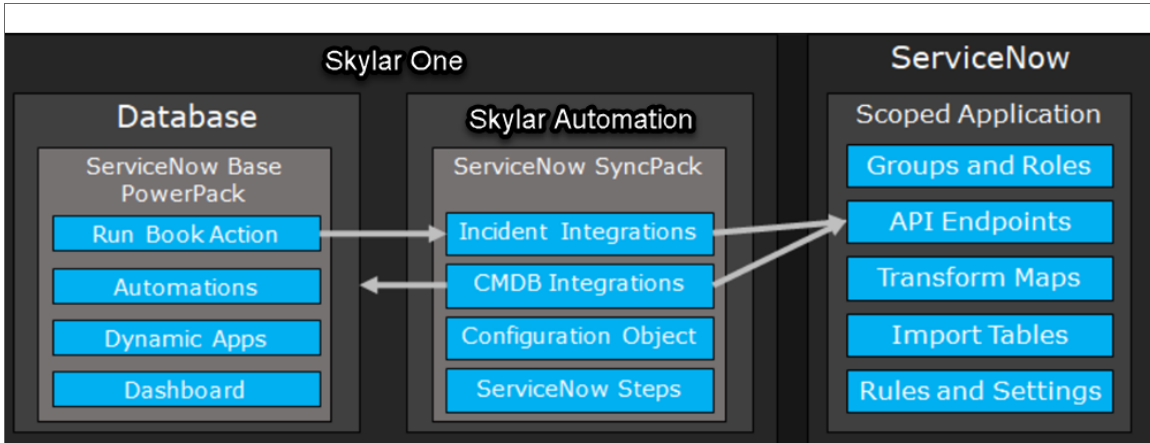 Skylar One
Database
ServiceNow Base
PowerPack
Run Book Action
Automations
Dynamic Apps
Dashboard
Skylar Automation
ServiceNow SyncPack
Incident Integrations
CMDB Integrations
Configuration Object
ServiceNow Steps
ServiceNow
Scoped Application
Groups and Roles
API Endpoints
Transform Maps
Import Tables
Rules and Settings